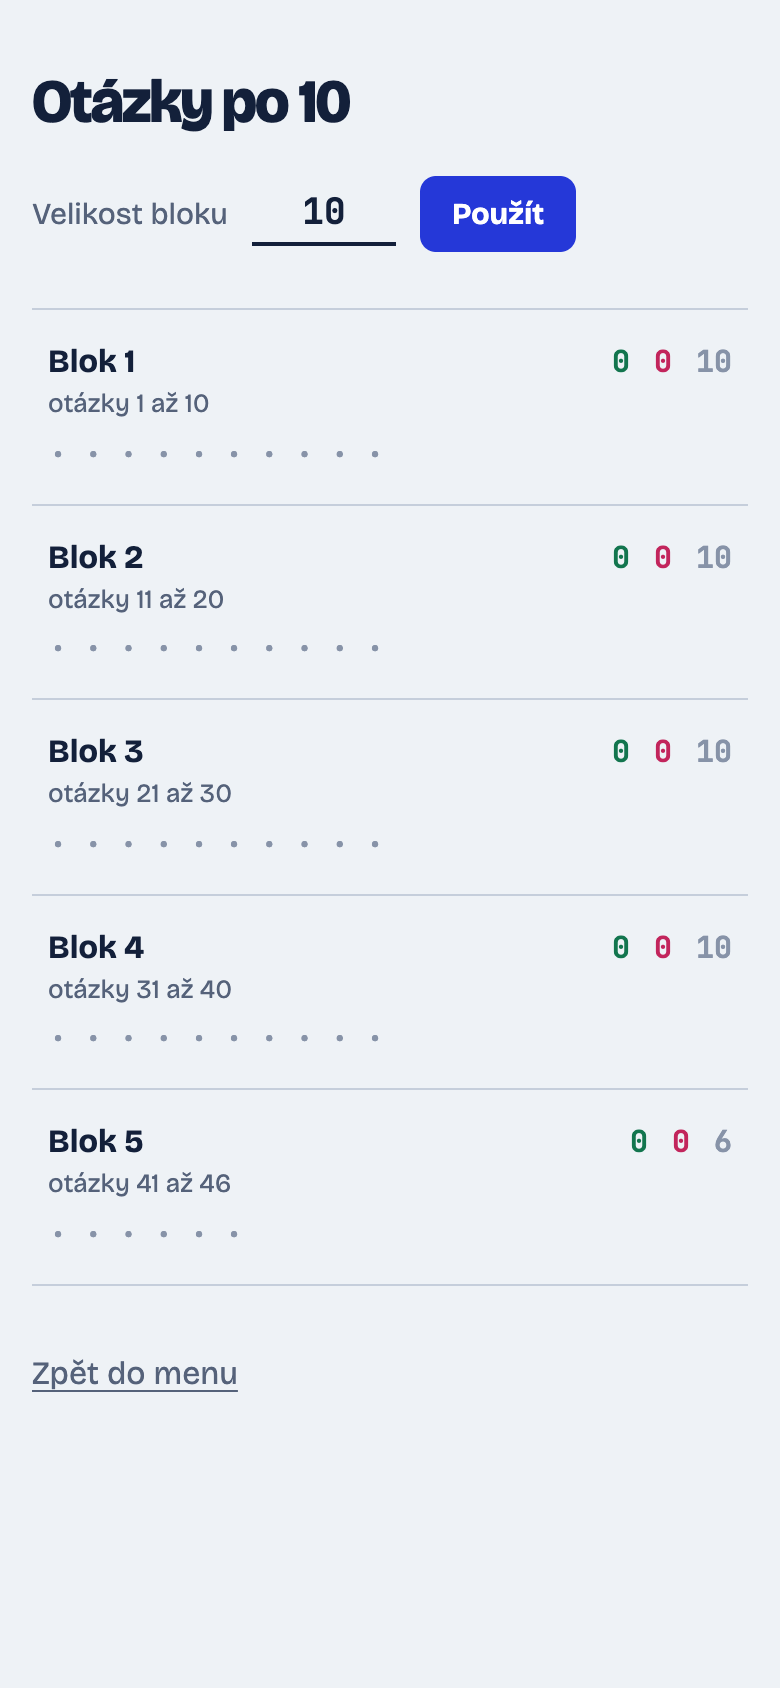 Otázky po 10
Velikost bloku 10 Použít
Blok 1 0 0 10
otázky 1 až 10
Blok 2 0 0 10
otázky 11 až 20
Blok 3 0 0 10
otázky 21 až 30
Blok 4 0 0 10
otázky 31 až 40
Blok 5 0 0 6
otázky 41 až 46
Zpět do menu